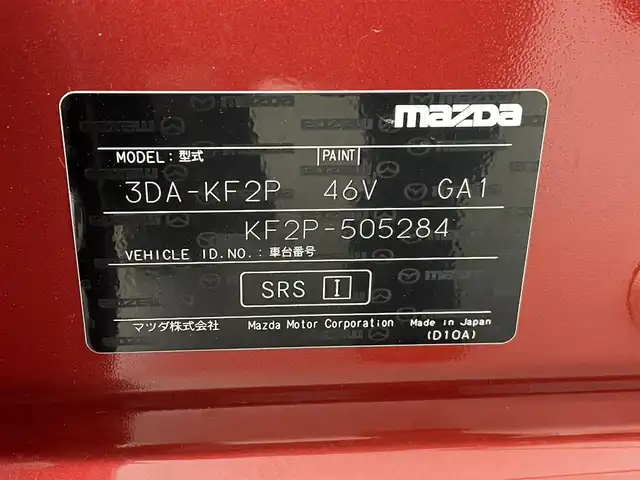 mazda
MODEL: 型式 PAINT
3DA-KF2P 46V GA1
KF2P-505284
VEHICLE ID.NO.: 車台番号
SRS I
マツダ株式会社 Mazda Motor Corporation Made in Japan
(D10A)